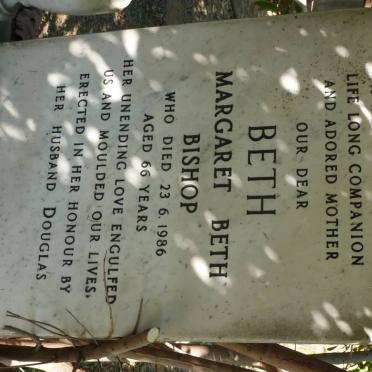 LIFE LONG COMPANION
AND ADORED MOTHER
OUR DEAR
BETH
MARGARET BETH
BISHOP
WHO DIED 23.6.1986
AGED 66 YEARS
HER UNENDING LOVE ENGULFED
US AND MOULDED OUR LIVES.
ERECTED IN HER HONOUR BY
HER HUSBAND DOUGLAS